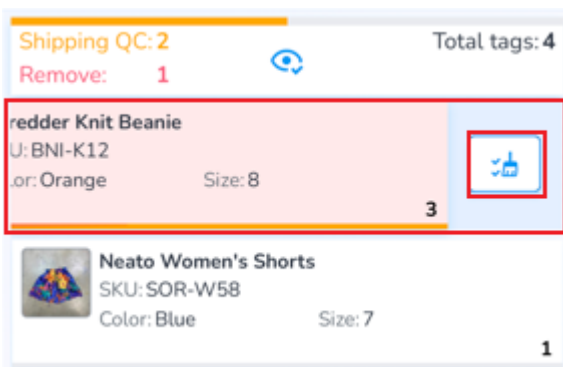 Shipping QC: 2 Total tags: 4
Remove: 1
redder Knit Beanie
U: BNI-K12
or: Orange Size: 8
3
Neato Women's Shorts
SKU: SOR-W58
Color: Blue Size: 7
1